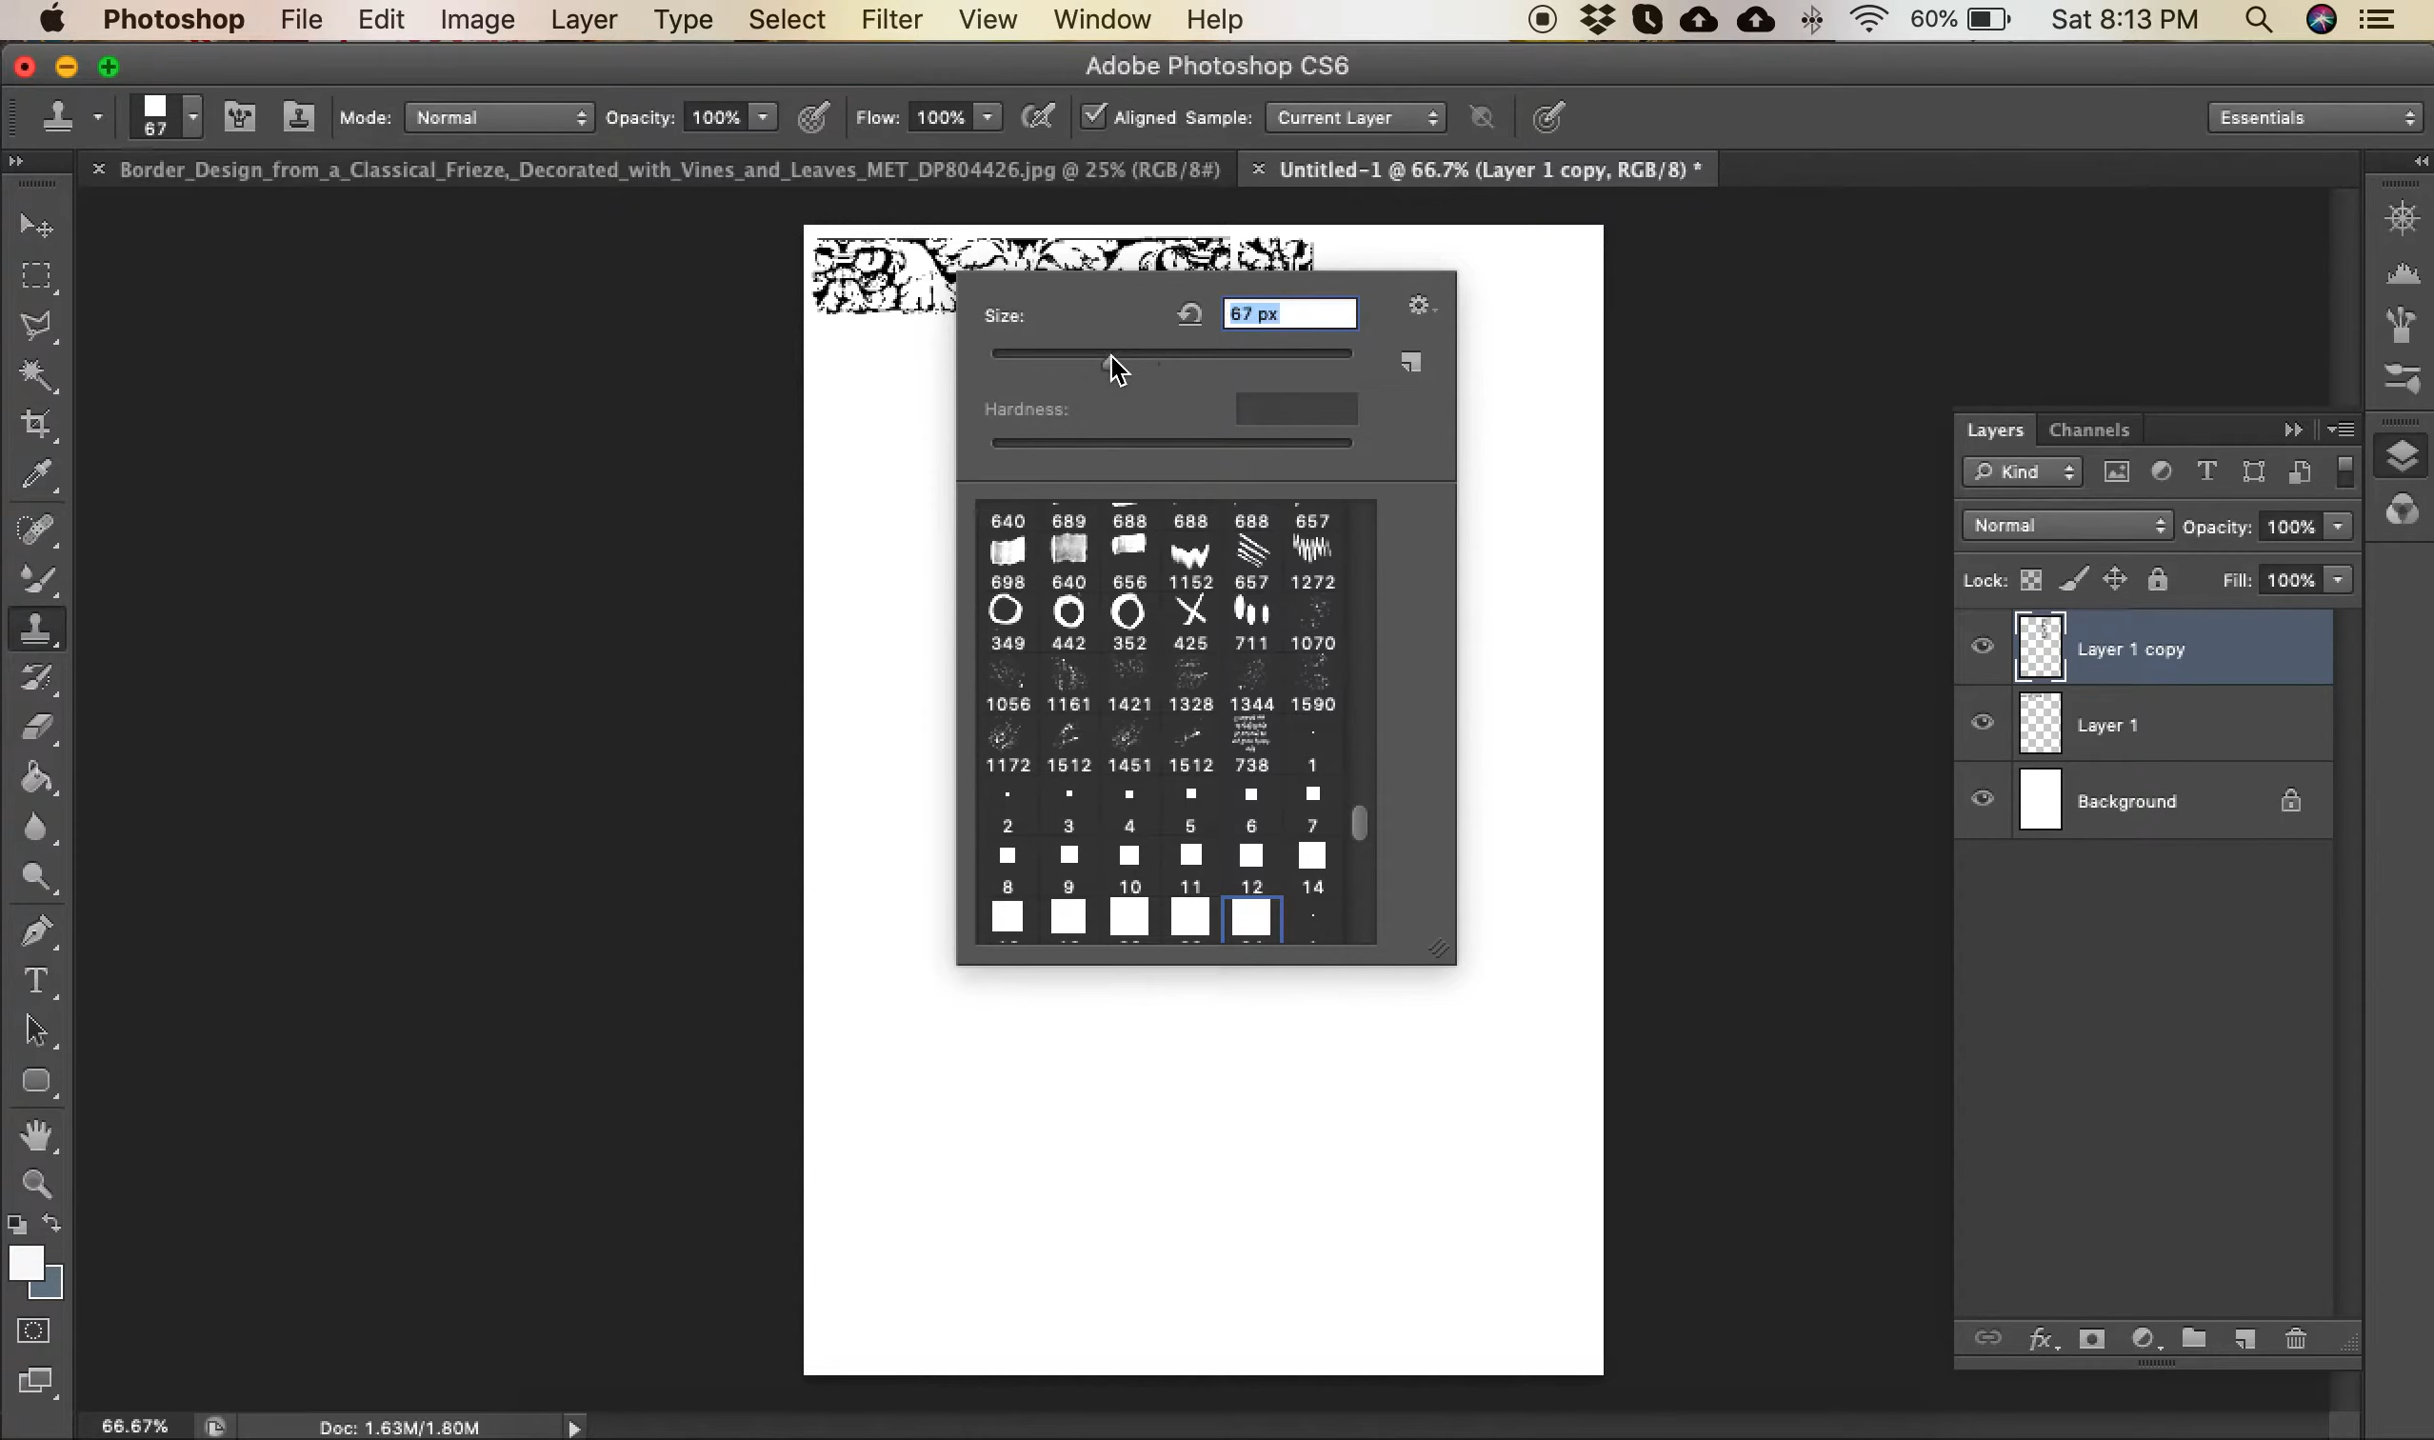 Photoshop File Edit Image Layer Type Select Filter View Window Help 60% Sat 8:13 PM
Adobe Photoshop CS6
67 Mode: Normal Opacity: 100% Flow: 100% Aligned Sample: Current Layer Essentials
Border_Design_from_a_Classical_Frieze,_Decorated_with_Vines_and_Leaves_MET_DP804426.jpg @ 25% (RGB/8#) Untitled-1 @ 66.7% (Layer 1 copy, RGB/8) *
Size: 67 px
Hardness:
640 689 688 688 688 657
698 640 656 1152 657 1272
349 442 352 425 711 1070
1056 1161 1421 1328 1344 1590
1172 1512 1451 1512 738 1
2 3 4 5 6 7
8 9 10 11 12 14
Layers Channels
Kind
Normal Opacity: 100%
Lock: Fill: 100%
Layer 1 copy
Layer 1
Background
66.67% Doc: 1.63M/1.80M